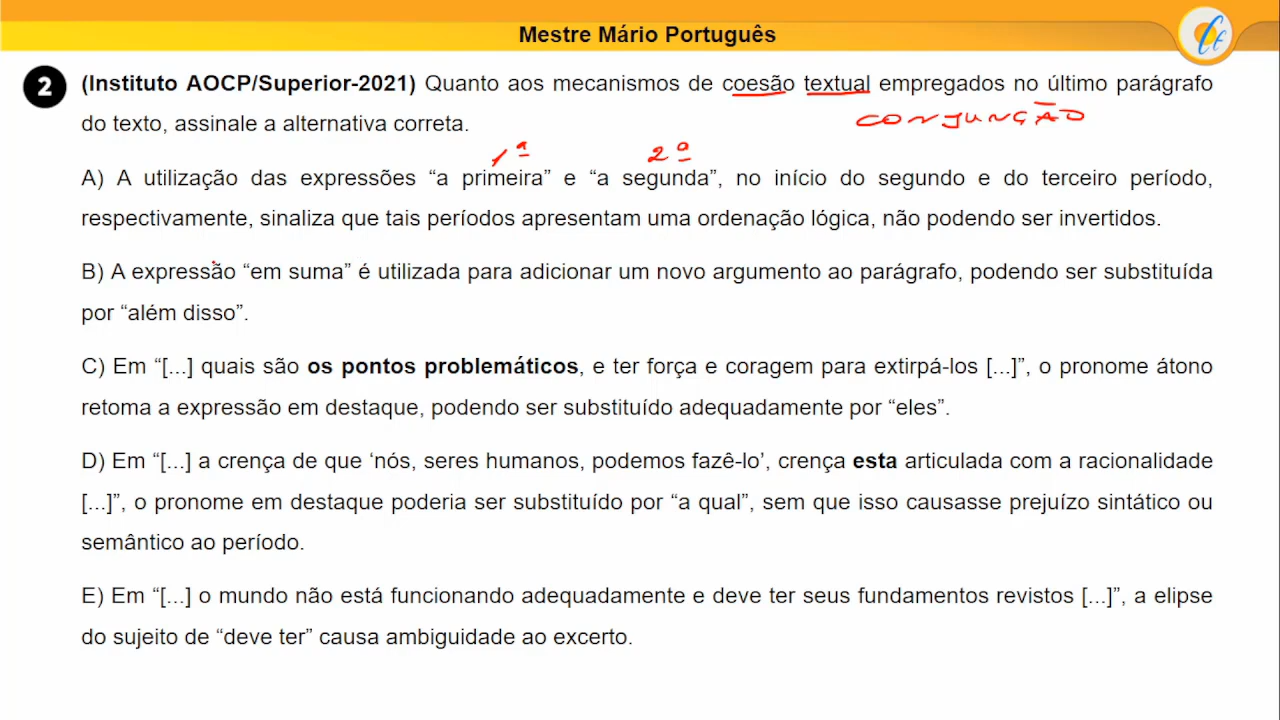 Mestre Mário Português
2 (Instituto AOCP/Superior-2021) Quanto aos mecanismos de coesão textual empregados no último parágrafo
do texto, assinale a alternativa correta.
CONJUNÇÃO
1ª 2º
A) A utilização das expressões “a primeira” e “a segunda”, no início do segundo e do terceiro período,
respectivamente, sinaliza que tais períodos apresentam uma ordenação lógica, não podendo ser invertidos.
B) A expressão “em suma” é utilizada para adicionar um novo argumento ao parágrafo, podendo ser substituída
por “além disso”.
C) Em “[...] quais são os pontos problemáticos, e ter força e coragem para extirpá-los [...]”, o pronome átono
retoma a expressão em destaque, podendo ser substituído adequadamente por “eles”.
D) Em “[...] a crença de que ‘nós, seres humanos, podemos fazê-lo’, crença esta articulada com a racionalidade
[...]”, o pronome em destaque poderia ser substituído por “a qual”, sem que isso causasse prejuízo sintático ou
semântico ao período.
E) Em “[...] o mundo não está funcionando adequadamente e deve ter seus fundamentos revistos [...]”, a elipse
do sujeito de “deve ter” causa ambiguidade ao excerto.